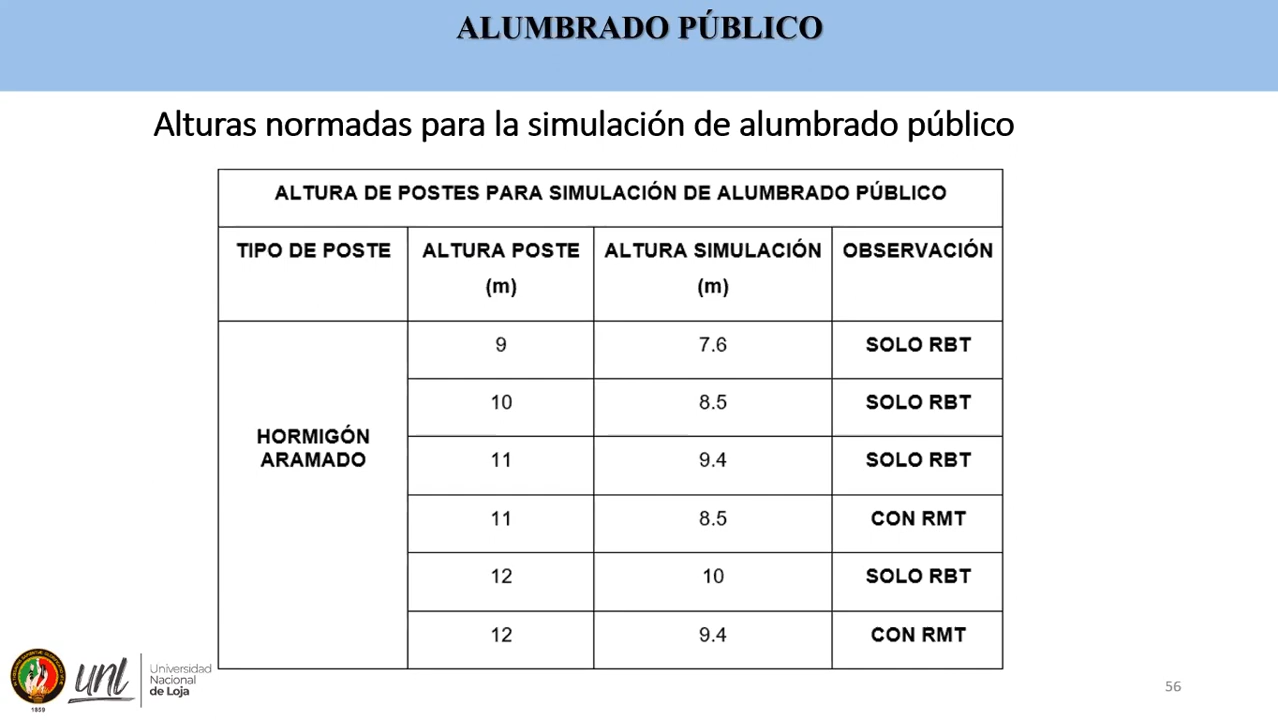 ALUMBRADO PÚBLICO
Alturas normadas para la simulación de alumbrado público
ALTURA DE POSTES PARA SIMULACIÓN DE ALUMBRADO PÚBLICO
TIPO DE POSTE ALTURA POSTE (m) ALTURA SIMULACIÓN (m) OBSERVACIÓN
HORMIGÓN
ARAMADO
9 7.6 SOLO RBT
10 8.5 SOLO RBT
11 9.4 SOLO RBT
11 8.5 CON RMT
12 10 SOLO RBT
12 9.4 CON RMT
1859
unl
Universidad
Nacional
de Loja
56